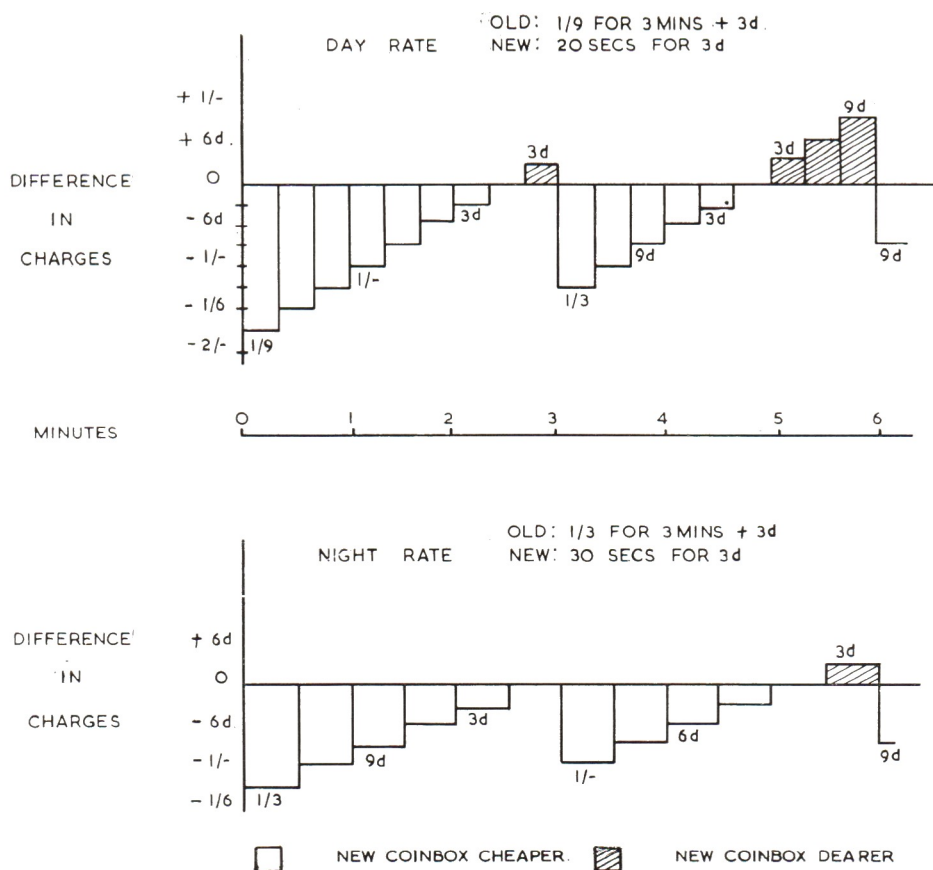 OLD: 1/9 FOR 3 MINS + 3d.
DAY RATE NEW: 20 SECS FOR 3d
+ 1/-
9d
+ 6d.
3d
3d
DIFFERENCE O
IN - 6d
3d
3d
CHARGES - 1/-
1/-
9d
9d
- 1/6
1/3
- 2/- 1/9
MINUTES 0 1 2 3 4 5 6
OLD: 1/3 FOR 3 MINS + 3d
NIGHT RATE NEW: 30 SECS FOR 3d
DIFFERENCE + 6d
3d
IN O
CHARGES - 6d.
3d
6d
- 1/-
9d
1/-
9d
- 1/6 1/3
NEW COINBOX CHEAPER. NEW COINBOX DEARER